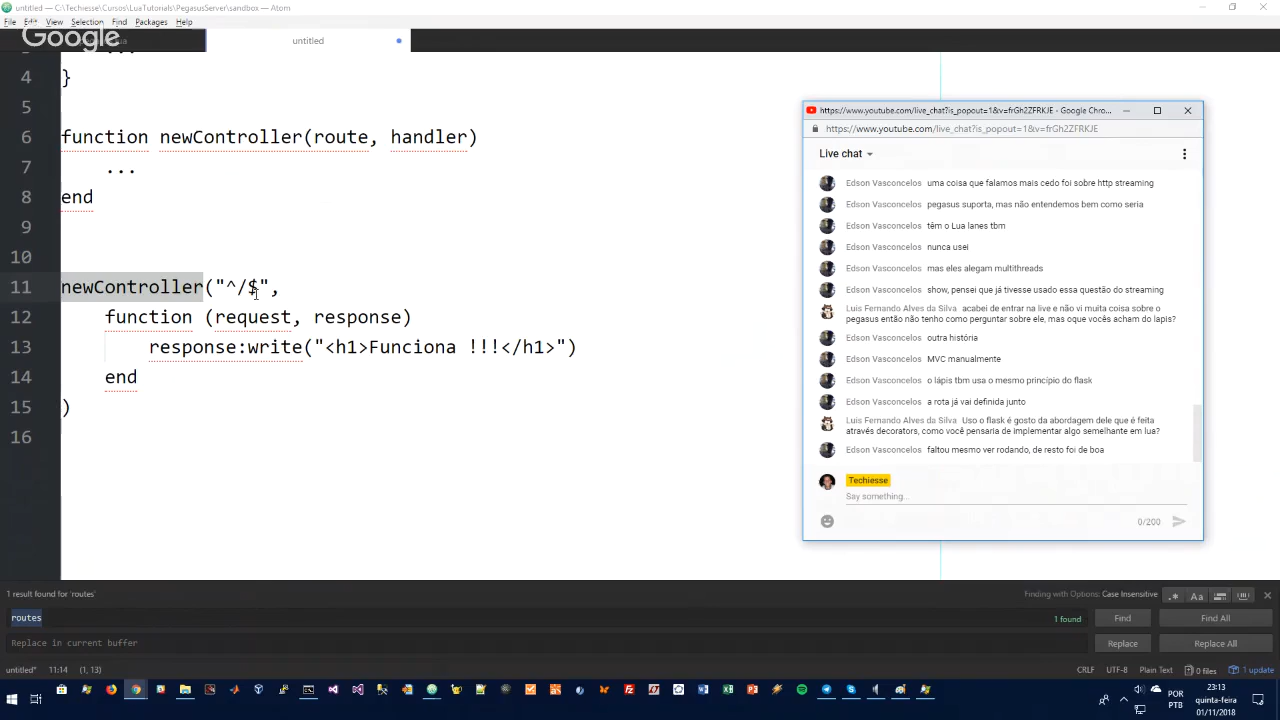 untitled — C:\Techiesse\Cursos\LuaTutorials\PegasusServer\sandbox — Atom
File Edit View Selection Find Packages Help
Google
untitled
...
4 }
5
6 function newController(route, handler)
7 ...
8 end
9
10
11 newController("^/$",
12 function (request, response)
13 response:write("<h1>Funciona !!!</h1>")
14 end
15 )
16
https://www.youtube.com/live_chat?is_popout=1&v=frGh2ZFRKJE - Google Chro...
https://www.youtube.com/live_chat?is_popout=1&v=frGh2ZFRKJE
Live chat
Edson Vasconcelos uma coisa que falamos mais cedo foi sobre http streaming
Edson Vasconcelos pegasus suporta, mas não entendemos bem como seria
Edson Vasconcelos têm o Lua lanes tbm
Edson Vasconcelos nunca usei
Edson Vasconcelos mas eles alegam multithreads
Edson Vasconcelos show, pensei que já tivesse usado essa questão do streaming
Luis Fernando Alves da Silva acabei de entrar na live e não vi muita coisa sobre o
pegasus então não tenho como perguntar sobre ele, mas oque vocês acham do lapis?
Edson Vasconcelos outra história
Edson Vasconcelos MVC manualmente
Edson Vasconcelos o lápis tbm usa o mesmo princípio do flask
Edson Vasconcelos a rota já vai definida junto
Luis Fernando Alves da Silva Uso o flask é gosto da abordagem dele que é feita
através decorators, como você pensaria de implementar algo semelhante em lua?
Edson Vasconcelos faltou mesmo ver rodando, de resto foi de boa
Techiesse
Say something...
0/200
1 result found for 'routes'
Finding with Options: Case Insensitive
.* Aa
routes
1 found
Find
Find All
Replace in current buffer
Replace
Replace All
untitled* 11:14 (1, 13)
CRLF UTF-8 Plain Text 0 files 1 update
POR
PTB
23:13
quinta-feira
01/11/2018